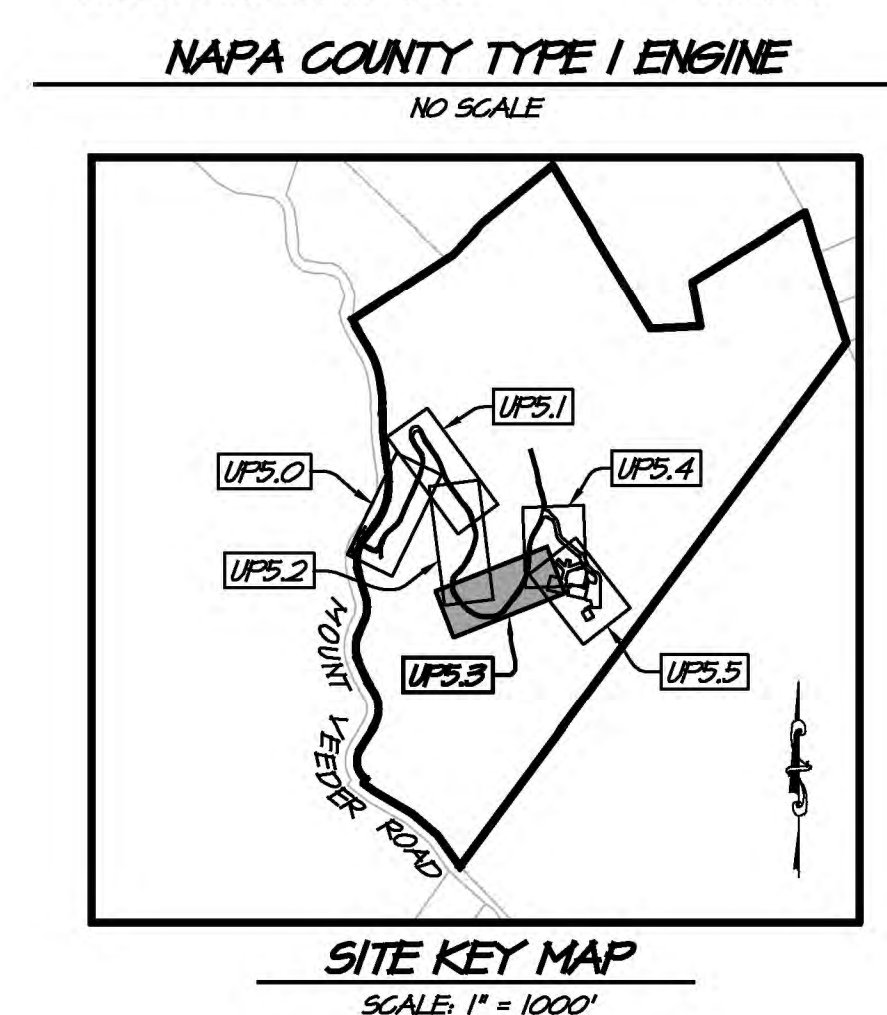 NAPA COUNTY TYPE I ENGINE
NO SCALE
UP5.1
UP5.0
UP5.4
UP5.2
UP5.3
UP5.5
MOUNT VEEDER ROAD
SITE KEY MAP
SCALE: 1" = 1000'